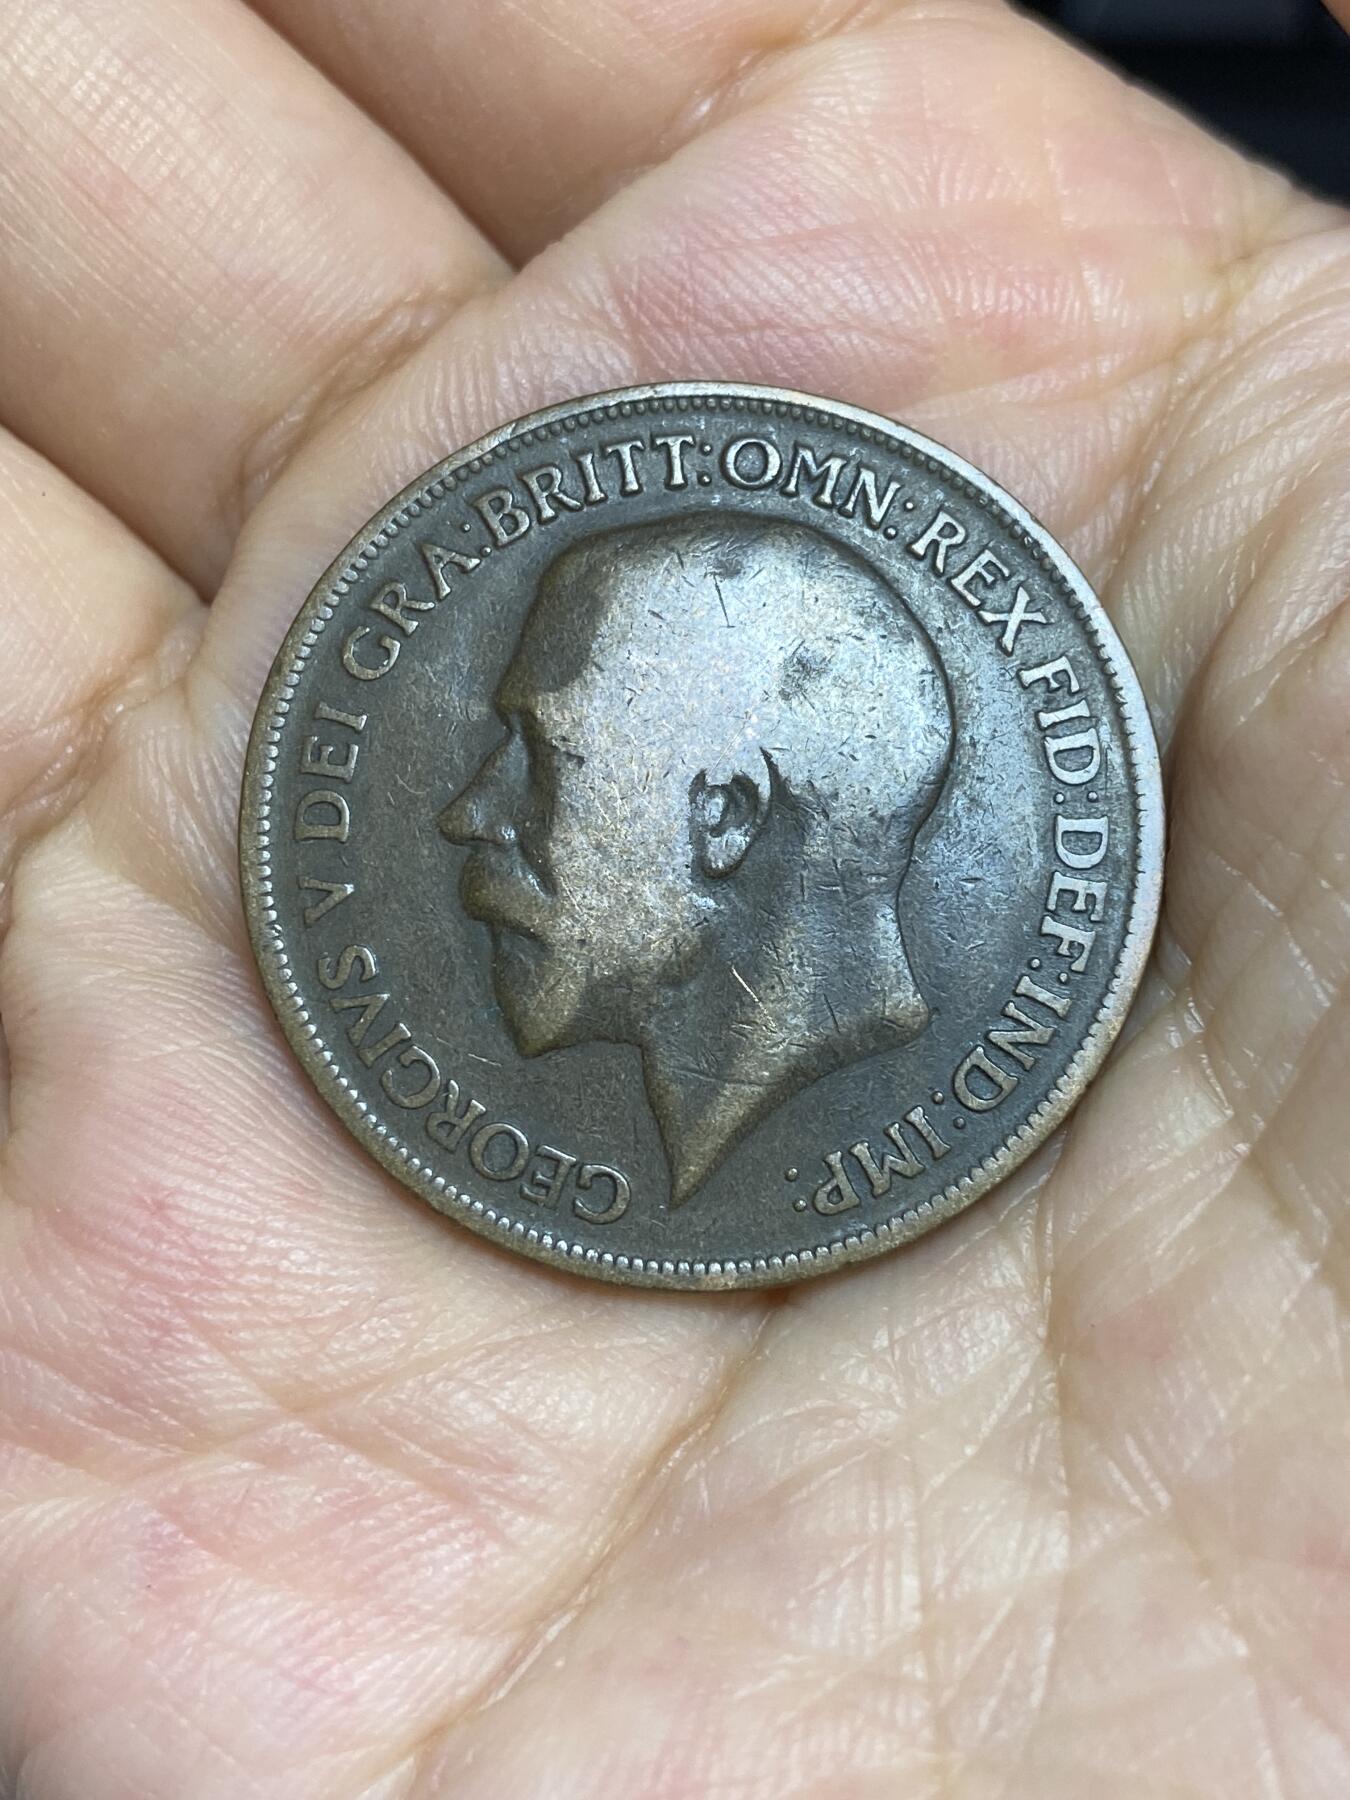 GEORGIVS V DEI GRA: BRITT: OMN: REX FID: DEF: IND: IMP: